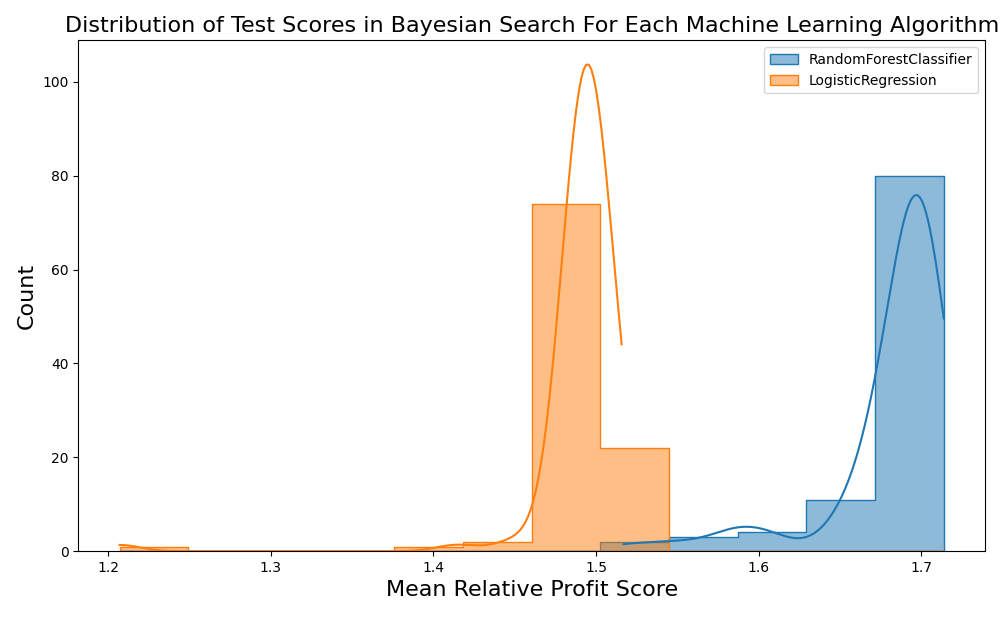 Distribution of Test Scores in Bayesian Search For Each Machine Learning Algorithm
RandomForestClassifier
LogisticRegression
Count
100
80
60
40
20
0
1.2 1.3 1.4 1.5 1.6 1.7
Mean Relative Profit Score